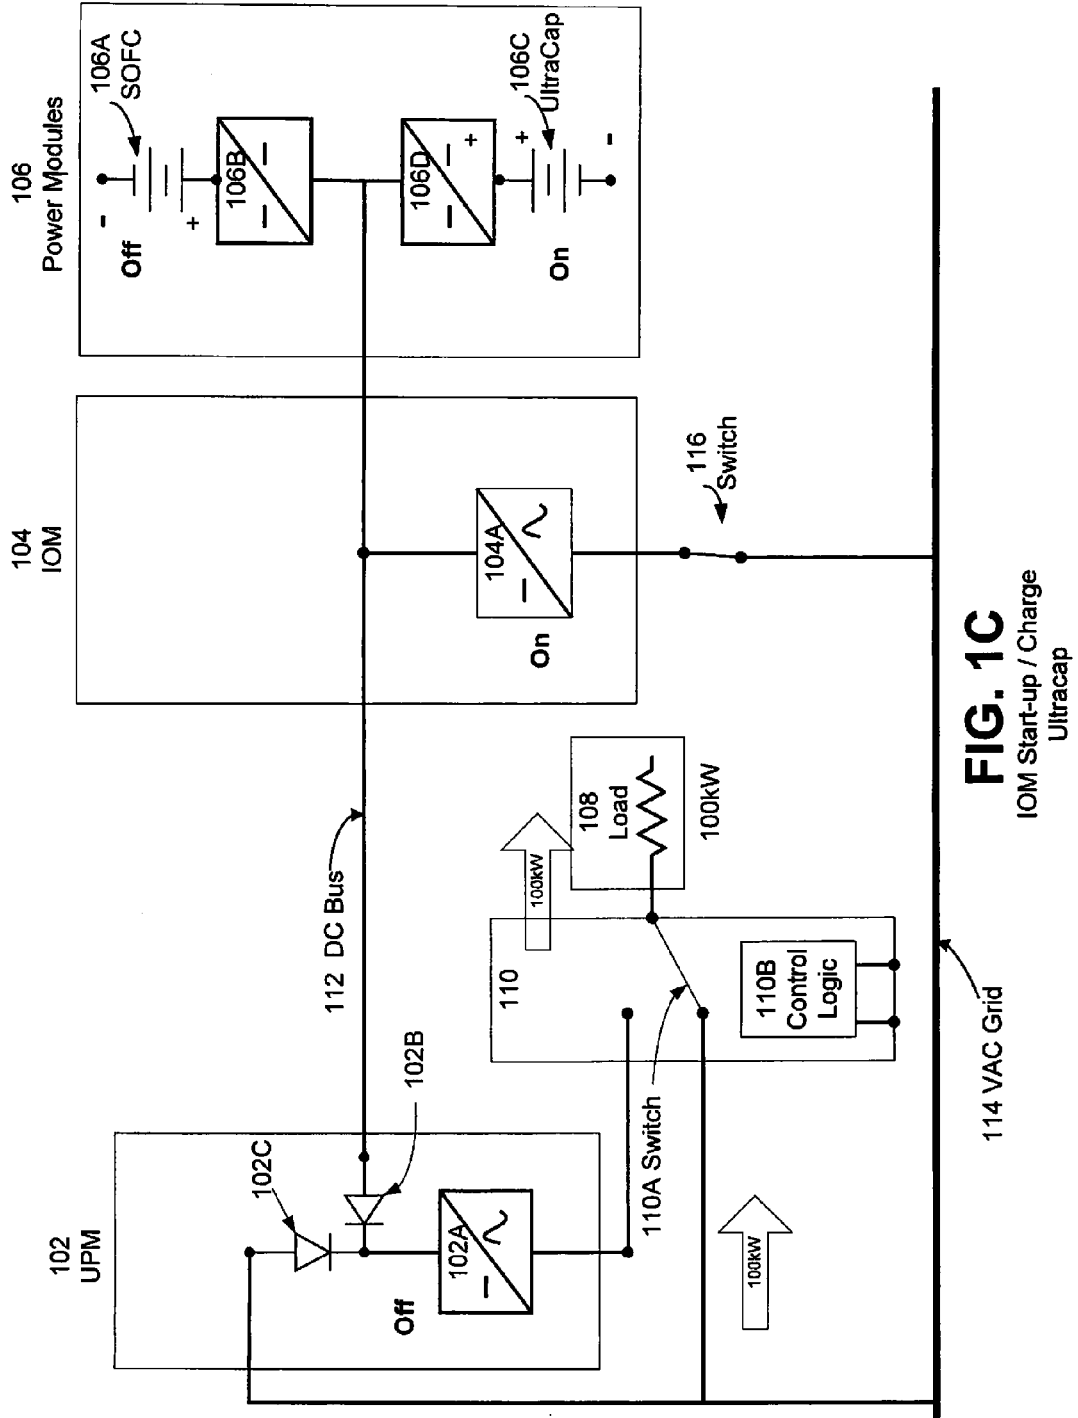 102
UPM
102C
102B
102A
Off
112 DC Bus
104
IOM
104A
On
106
Power Modules
106A
SOFC
-
+
Off
106B
106D
+
+
106C
UltraCap
-
On
116
Switch
110
110A Switch
110B
Control
Logic
100kW
108
Load
100kW
100kW
114 VAC Grid
FIG. 1C
IOM Start-up / Charge
Ultracap